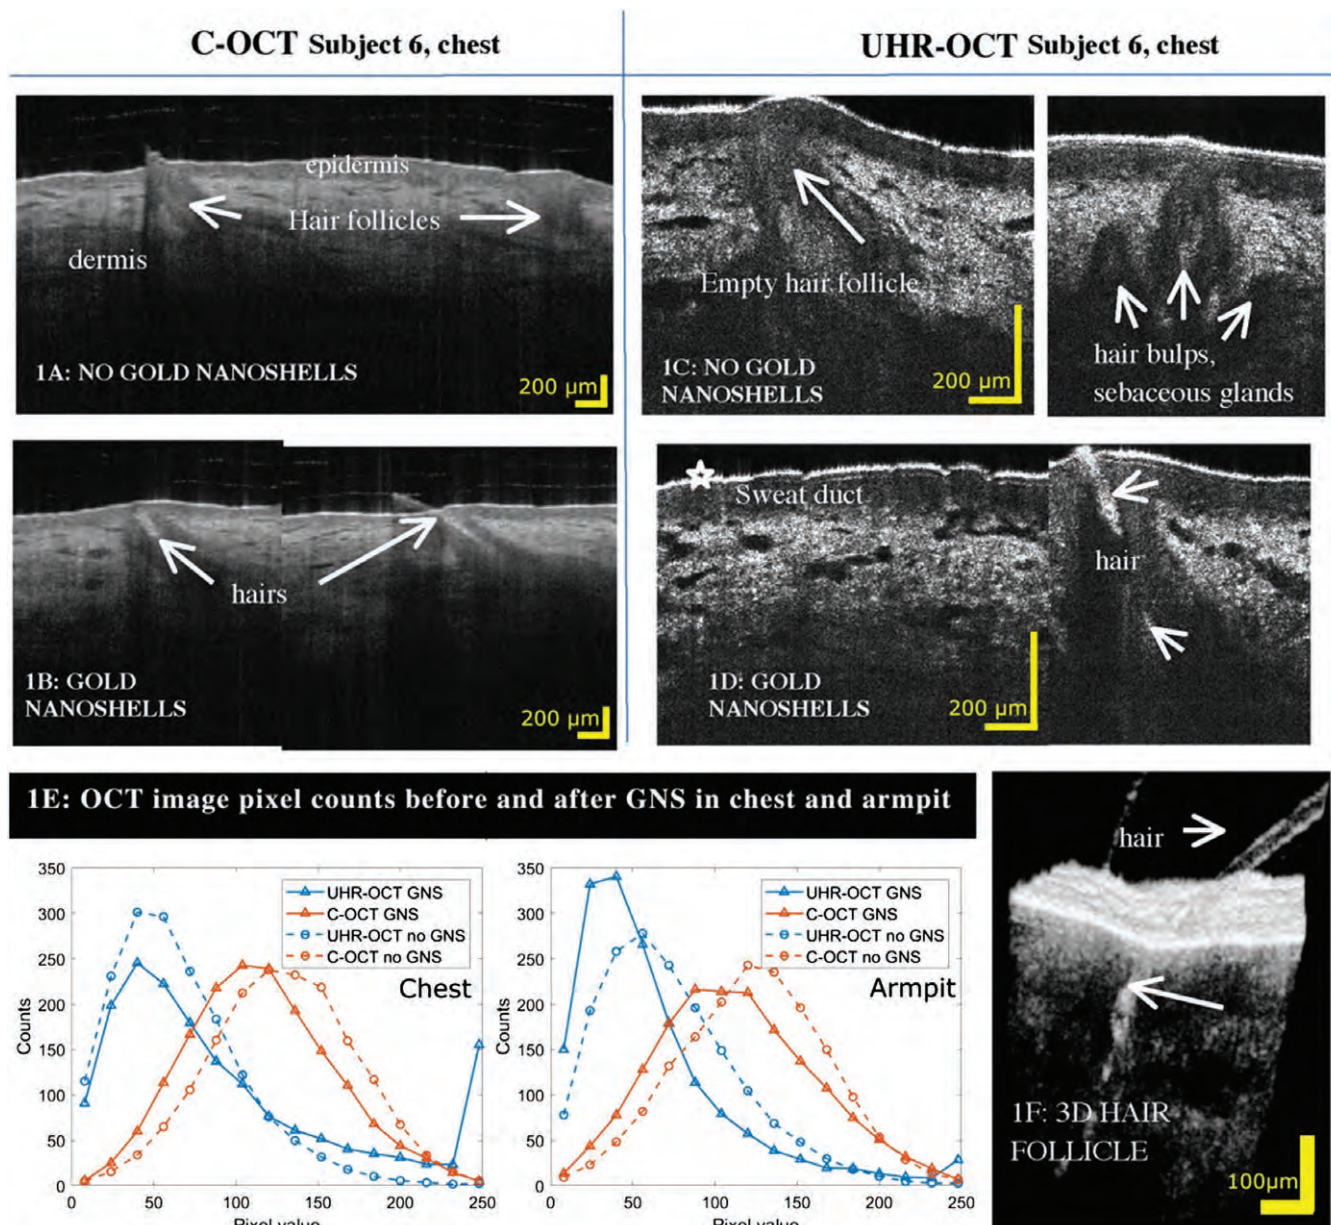 C-OCT Subject 6, chest
UHR-OCT Subject 6, chest
epidermis
Hair follicles
dermis
1A: NO GOLD NANOSHELLS
200 µm
Empty hair follicle
1C: NO GOLD
NANOSHELLS
200 µm
hair bulps,
sebaceous glands
hairs
1B: GOLD
NANOSHELLS
200 µm
Sweat duct
hair
1D: GOLD
NANOSHELLS
200 µm
1E: OCT image pixel counts before and after GNS in chest and armpit
350
300
250
200
150
100
50
0
Counts
UHR-OCT GNS
C-OCT GNS
UHR-OCT no GNS
C-OCT no GNS
Chest
0 50 100 150 200 250
Pixel value
350
300
250
200
150
100
50
0
Counts
UHR-OCT GNS
C-OCT GNS
UHR-OCT no GNS
C-OCT no GNS
Armpit
0 50 100 150 200 250
Pixel value
hair
1F: 3D HAIR
FOLLICLE
100µm